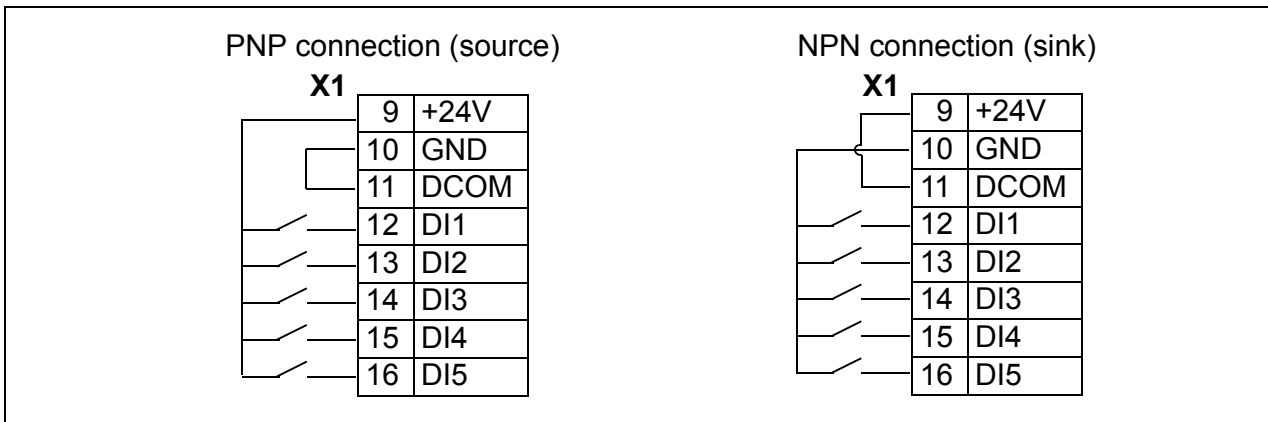 PNP connection (source)
X1
9 +24V
10 GND
11 DCOM
12 DI1
13 DI2
14 DI3
15 DI4
16 DI5
NPN connection (sink)
X1
9 +24V
10 GND
11 DCOM
12 DI1
13 DI2
14 DI3
15 DI4
16 DI5